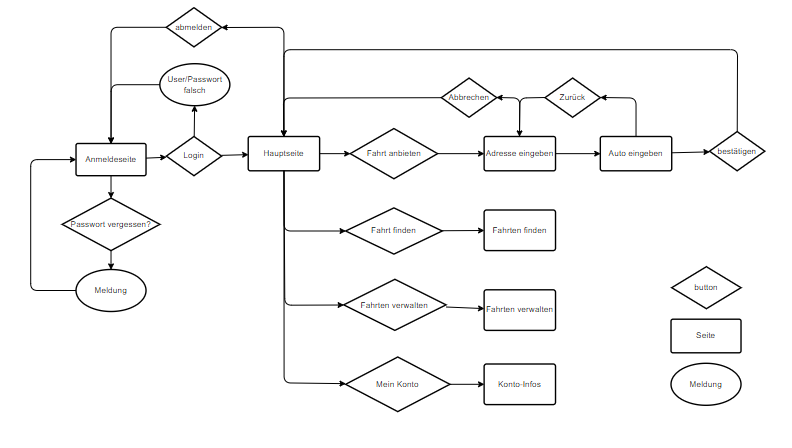 abmelden
User/Passwort
falsch
Abbrechen
Zurück
Anmeldeseite
Login
Hauptseite
Fahrt anbieten
Adresse eingeben
Auto eingeben
bestätigen
Passwort vergessen?
Fahrt finden
Fahrten finden
Meldung
button
Fahrten verwalten
Fahrten verwalten
Seite
Mein Konto
Konto-Infos
Meldung